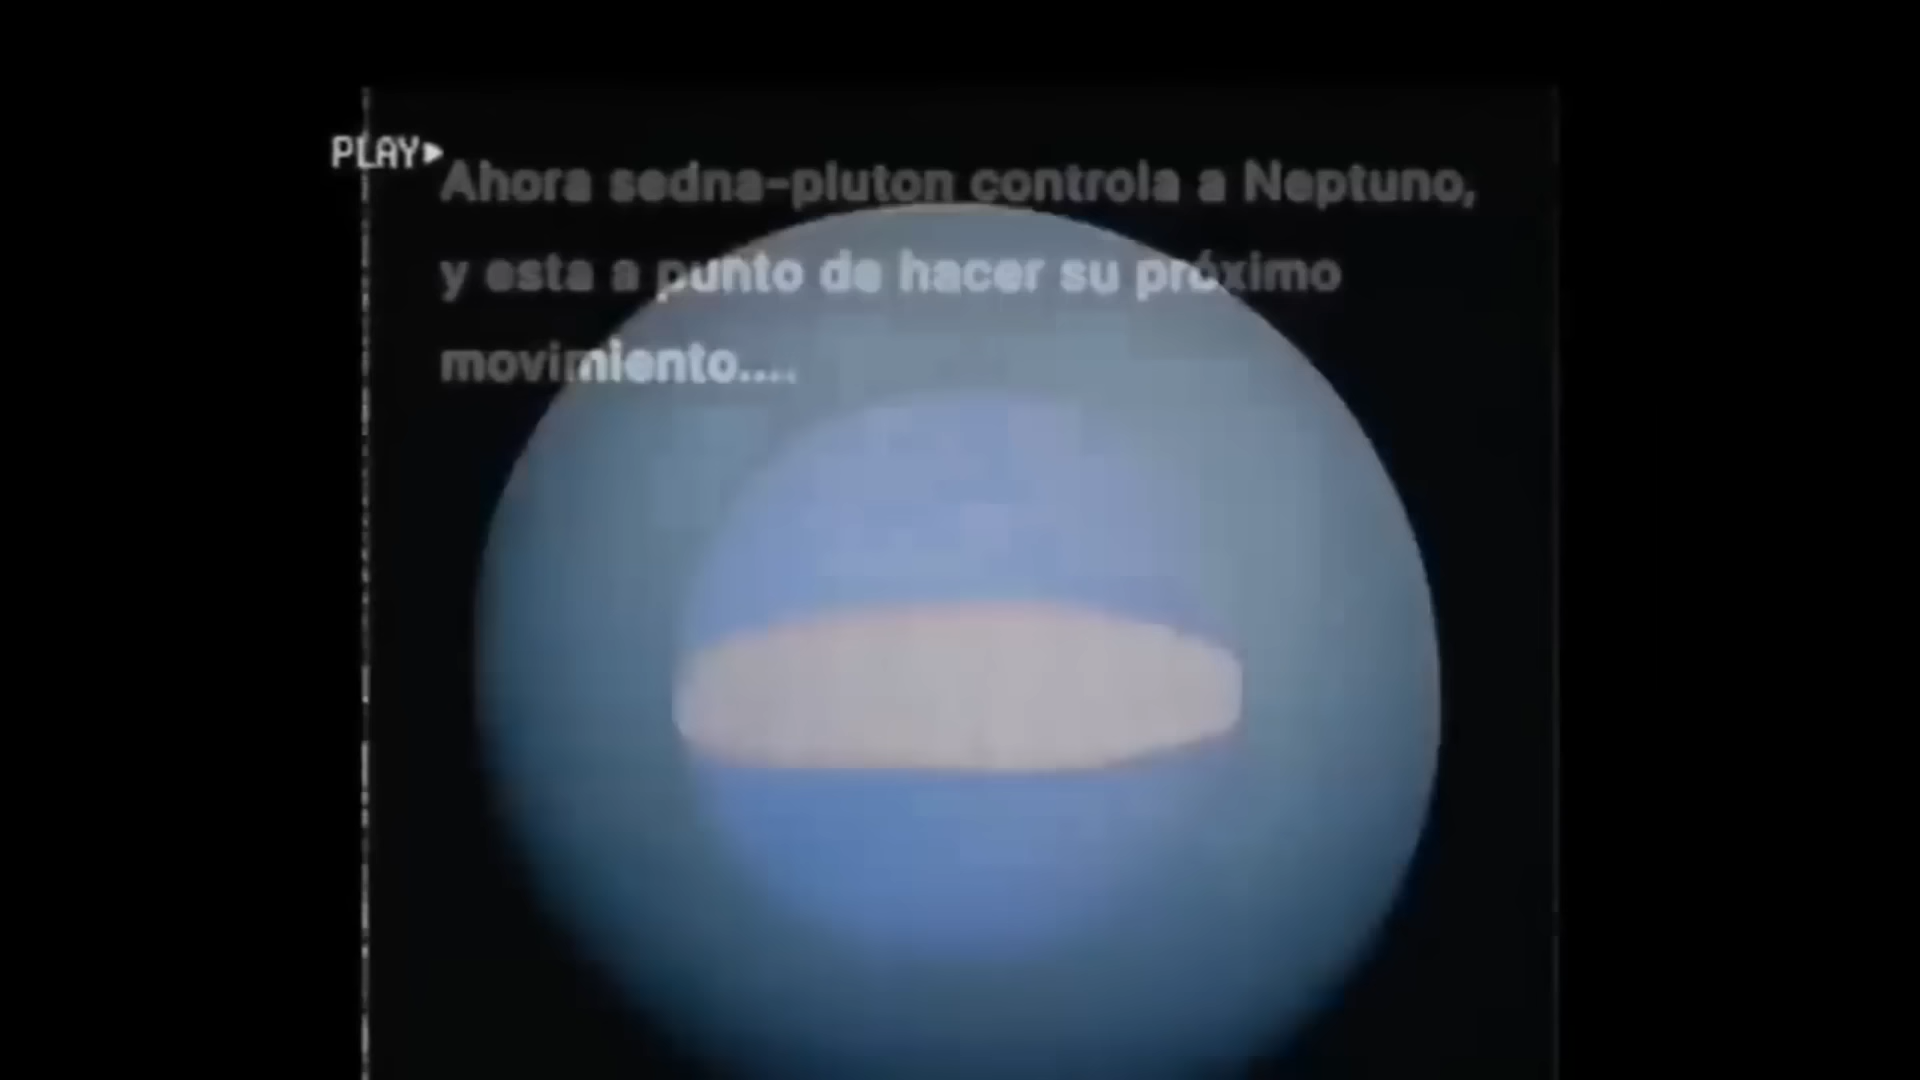 PLAY▶
Ahora sedna-pluton controla a Neptuno,
y esta a punto de hacer su próximo
movimiento....